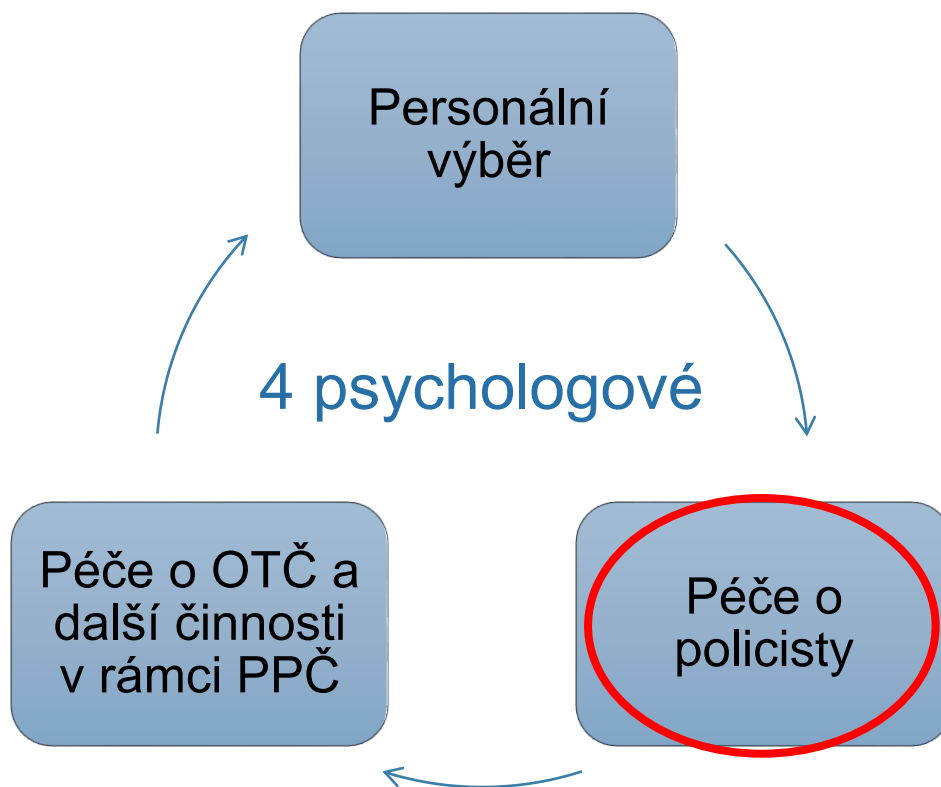 Personální
výběr
4 psychologové
Péče o OTČ a
další činnosti
v rámci PPČ
Péče o
policisty